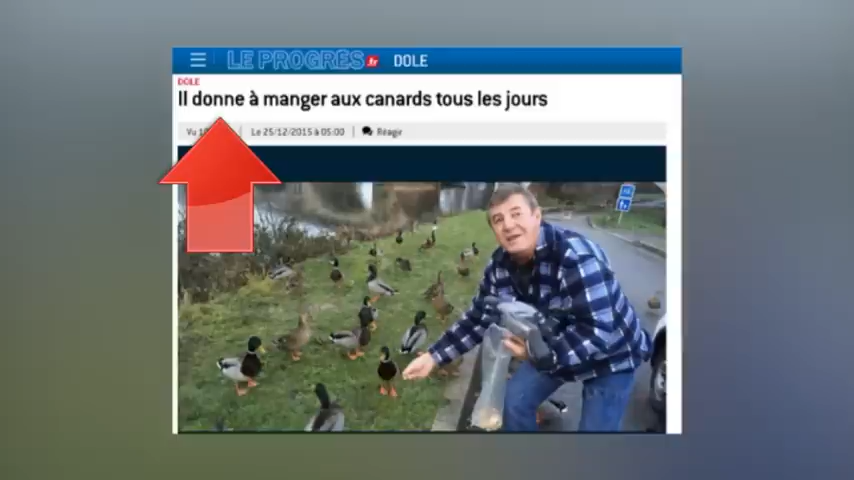 LE PROGRES.fr DOLE
DOLE
Il donne à manger aux canards tous les jours
Vu Le 25/12/2015 à 05:00 Réagir